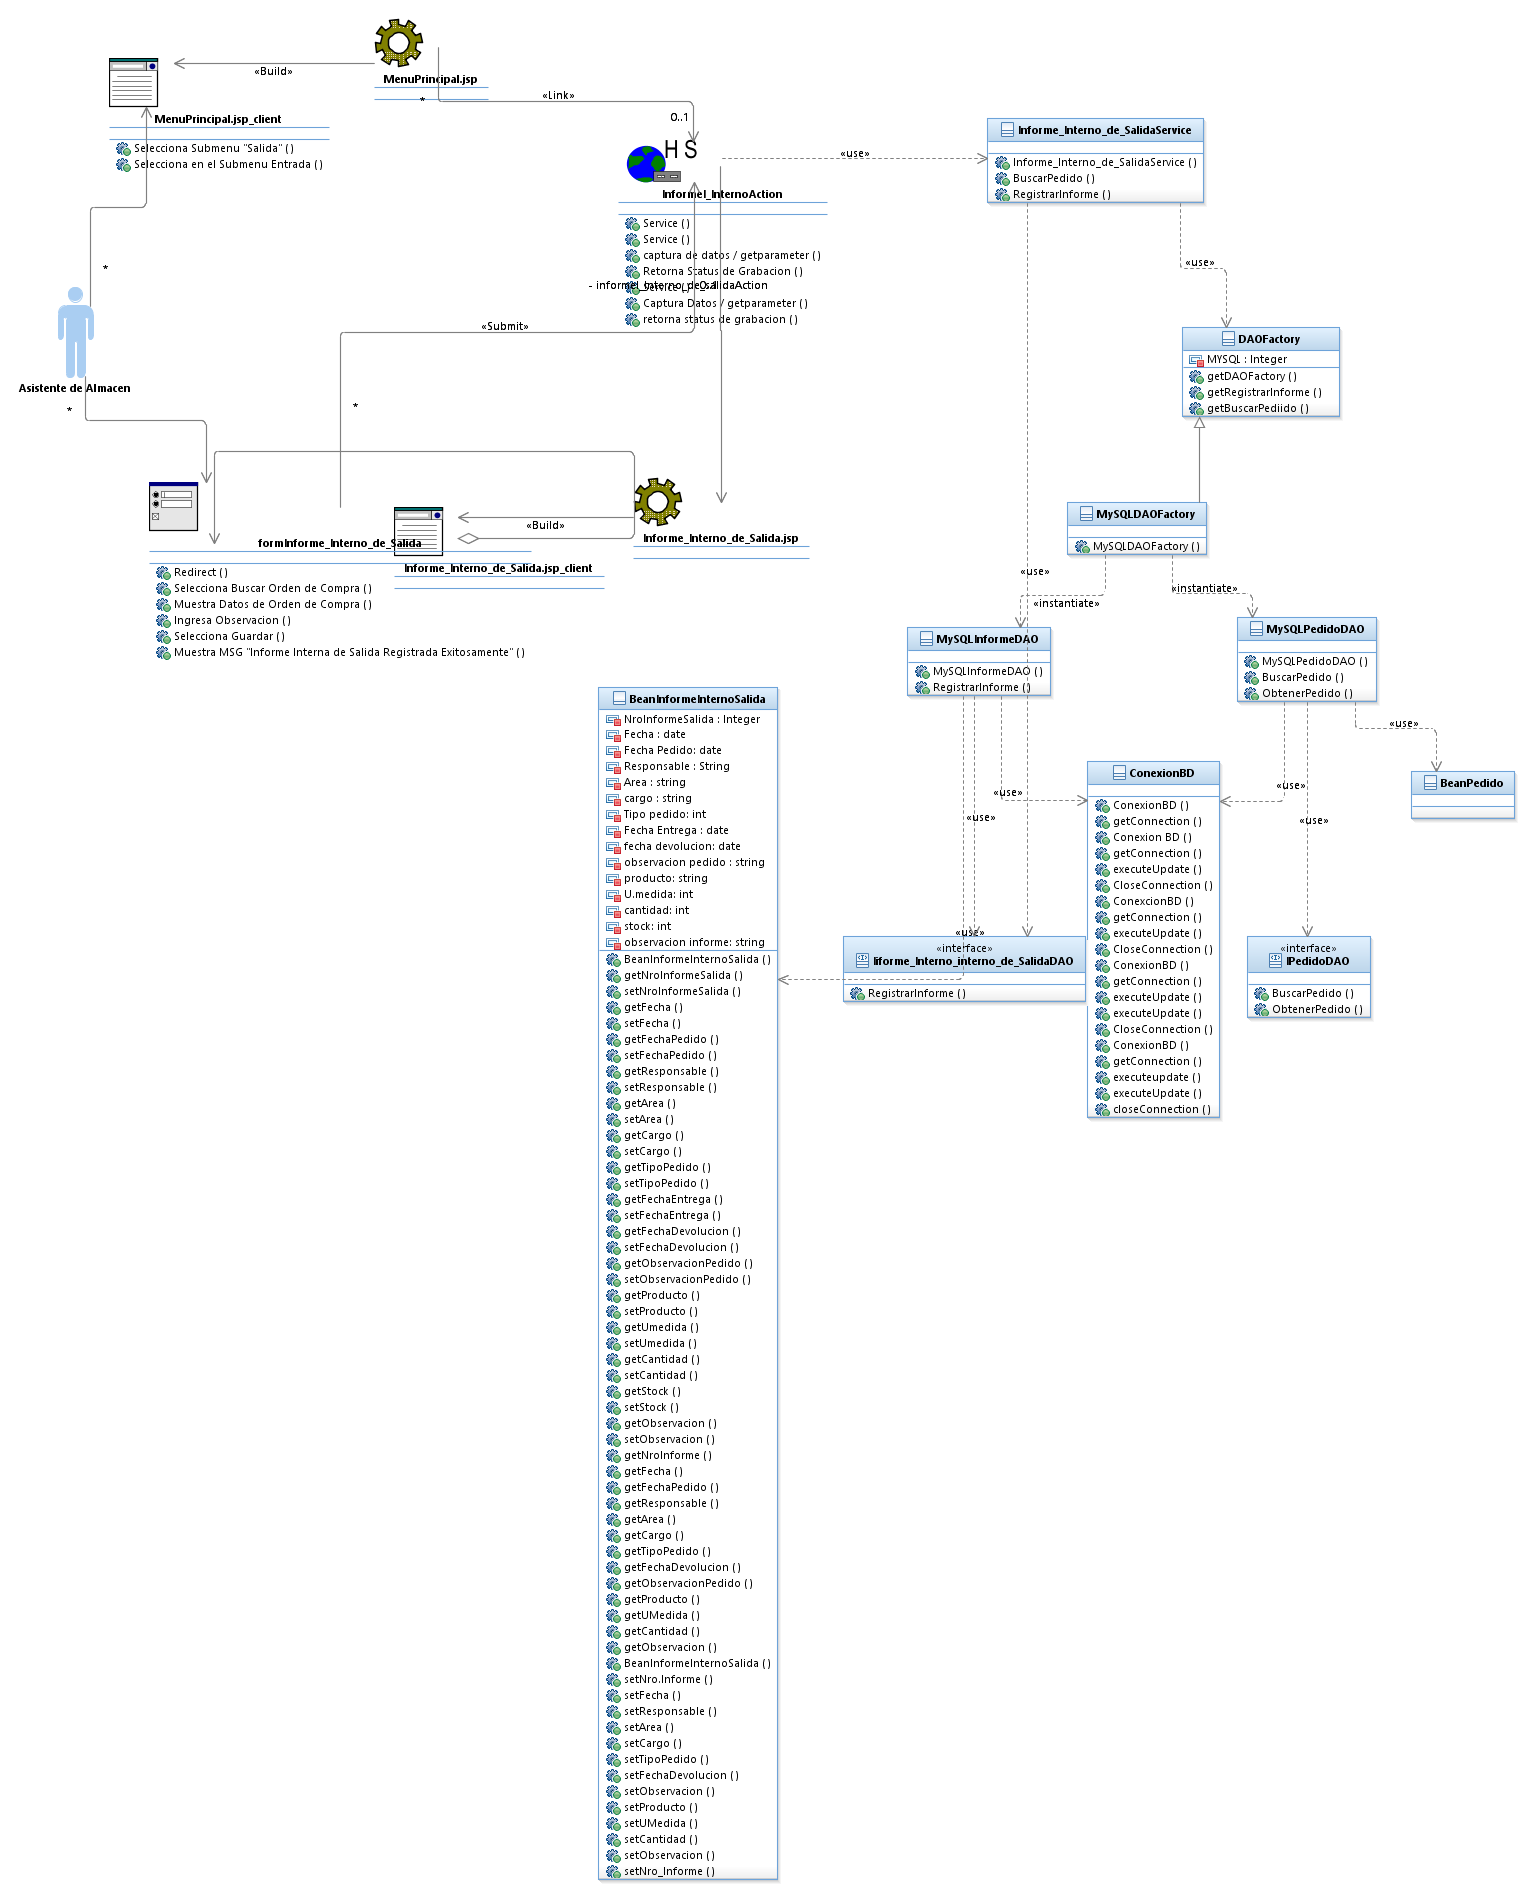 MenuPrincipal.jsp
«Build»
*
«Link»
0..1
MenuPrincipal.jsp_client
Selecciona Submenu "Salida" ( )
Selecciona en el Submenu Entrada ( )
H S
Informel_InternoAction
Service ( )
Service ( )
captura de datos / getparameter ( )
Retorna Status de Grabacion ( )
Service ( )
- informel_Interno_de_salidaAction
0..1
Captura Datos / getparameter ( )
retorna status de grabacion ( )
«use»
Informe_Interno_de_SalidaService
Informe_Interno_de_SalidaService ( )
BuscarPedido ( )
RegistrarInforme ( )
«use»
*
Asistente de Almacen
*
«Submit»
*
DAOFactory
MYSQL : Integer
getDAOFactory ( )
getRegistrarInforme ( )
getBuscarPediido ( )
formInforme_Interno_de_Salida
Redirect ( )
Selecciona Buscar Orden de Compra ( )
Muestra Datos de Orden de Compra ( )
Ingresa Observacion ( )
Selecciona Guardar ( )
Muestra MSG "Informe Interna de Salida Registrada Exitosamente" ( )
«Build»
Informe_Interno_de_Salida.jsp_client
Informe_Interno_de_Salida.jsp
MySQLDAOFactory
MySQLDAOFactory ( )
«use»
«instantiate»
«instantiate»
MySQLInformeDAO
MySQLInformeDAO ( )
RegistrarInforme ( )
MySQLPedidoDAO
MySQLPedidoDAO ( )
BuscarPedido ( )
ObtenerPedido ( )
«use»
BeanPedido
«use»
«use»
«use»
«use»
«use»
ConexionBD
ConexionBD ( )
getConnection ( )
Conexion BD ( )
getConnection ( )
executeUpdate ( )
CloseConnection ( )
ConexcionBD ( )
getConnection ( )
executeUpdate ( )
CloseConnection ( )
ConexionBD ( )
getConnection ( )
executeUpdate ( )
executeUpdate ( )
CloseConnection ( )
ConexionBD ( )
getConnection ( )
executeupdate ( )
executeUpdate ( )
closeConnection ( )
«interface»
Iiforme_Interno_interno_de_SalidaDAO
RegistrarInforme ( )
«interface»
IPedidoDAO
BuscarPedido ( )
ObtenerPedido ( )
BeanInformeInternoSalida
NroInformeSalida : Integer
Fecha : date
Fecha Pedido: date
Responsable : String
Area : string
cargo : string
Tipo pedido: int
Fecha Entrega : date
fecha devolucion: date
observacion pedido : string
producto: string
U.medida: int
cantidad: int
stock: int
observacion informe: string
BeanInformeInternoSalida ( )
getNroInformeSalida ( )
setNroInformeSalida ( )
getFecha ( )
setFecha ( )
getFechaPedido ( )
setFechaPedido ( )
getResponsable ( )
setResponsable ( )
getArea ( )
setArea ( )
getCargo ( )
setCargo ( )
getTipoPedido ( )
setTipoPedido ( )
getFechaEntrega ( )
setFechaEntrega ( )
getFechaDevolucion ( )
setFechaDevolucion ( )
getObservacionPedido ( )
setObservacionPedido ( )
getProducto ( )
setProducto ( )
getUmedida ( )
setUmedida ( )
getCantidad ( )
setCantidad ( )
getStock ( )
setStock ( )
getObservacion ( )
setObservacion ( )
getNroInforme ( )
getFecha ( )
getFechaPedido ( )
getResponsable ( )
getArea ( )
getCargo ( )
getTipoPedido ( )
getFechaDevolucion ( )
getObservacionPedido ( )
getProducto ( )
getUMedida ( )
getCantidad ( )
getObservacion ( )
BeanInformeInternoSalida ( )
setNro.Informe ( )
setFecha ( )
setResponsable ( )
setArea ( )
setCargo ( )
setTipoPedido ( )
setFechaDevolucion ( )
setObservacion ( )
setProducto ( )
setUMedida ( )
setCantidad ( )
setObservacion ( )
setNro_Informe ( )